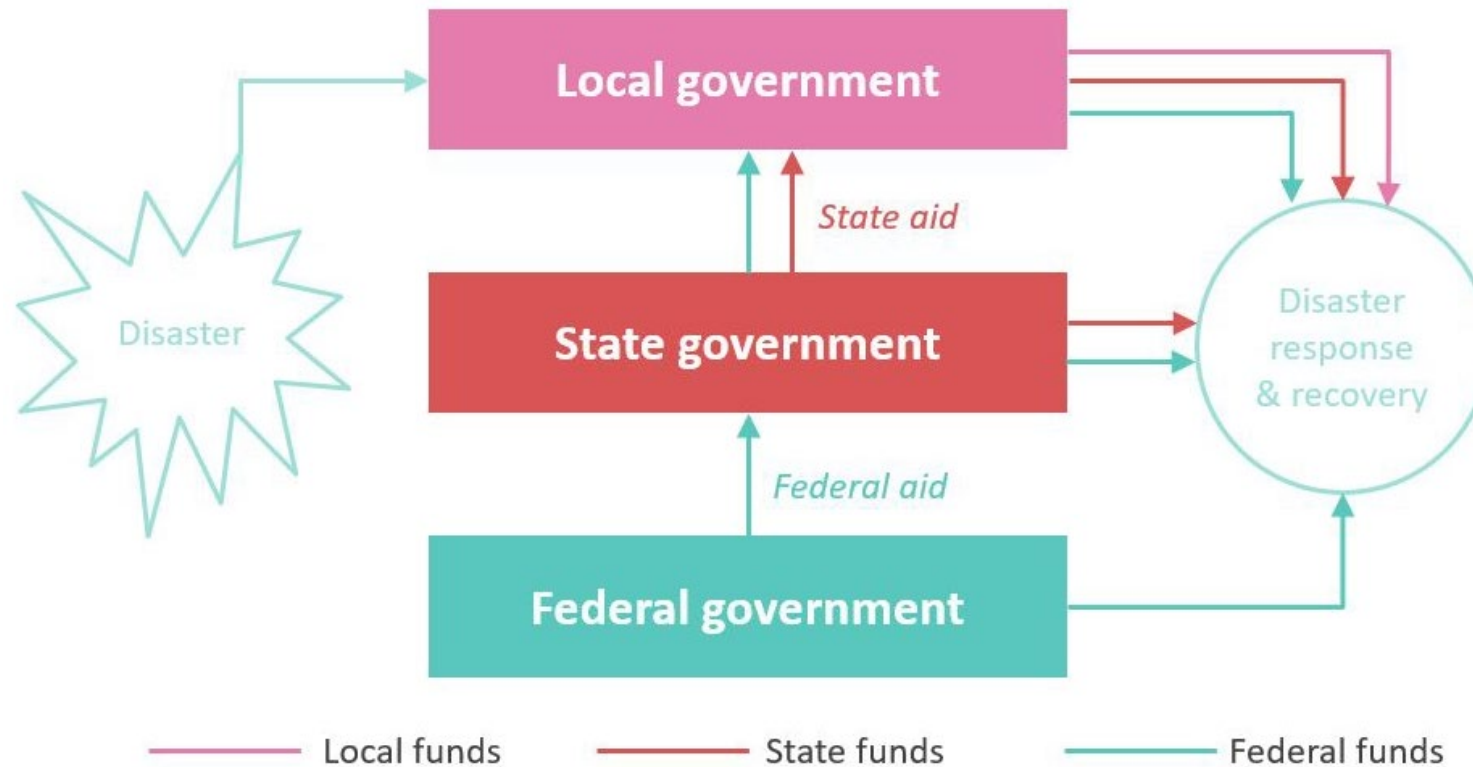 Local government
State aid
Disaster
State government
Disaster
response
& recovery
Federal aid
Federal government
Local funds
State funds
Federal funds